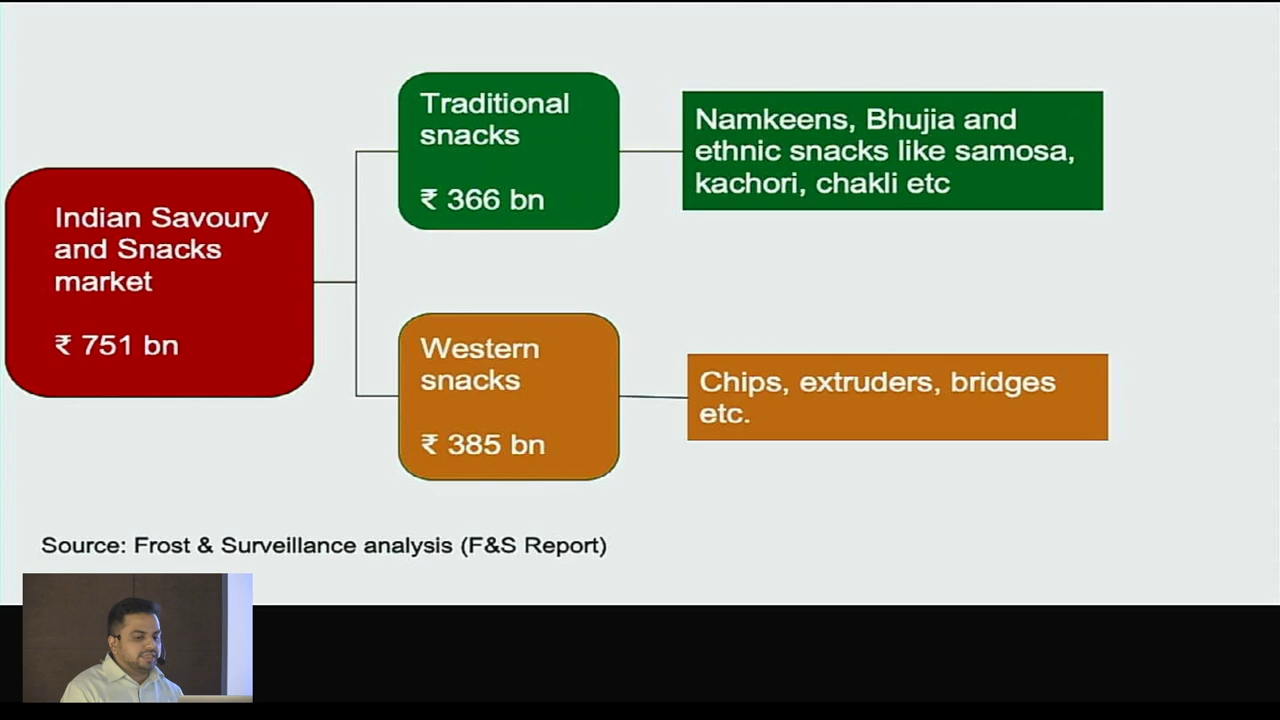 Indian Savoury
and Snacks
market
₹ 751 bn
Traditional
snacks
₹ 366 bn
Namkeens, Bhujia and
ethnic snacks like samosa,
kachori, chakli etc
Western
snacks
₹ 385 bn
Chips, extruders, bridges
etc.
Source: Frost & Surveillance analysis (F&S Report)